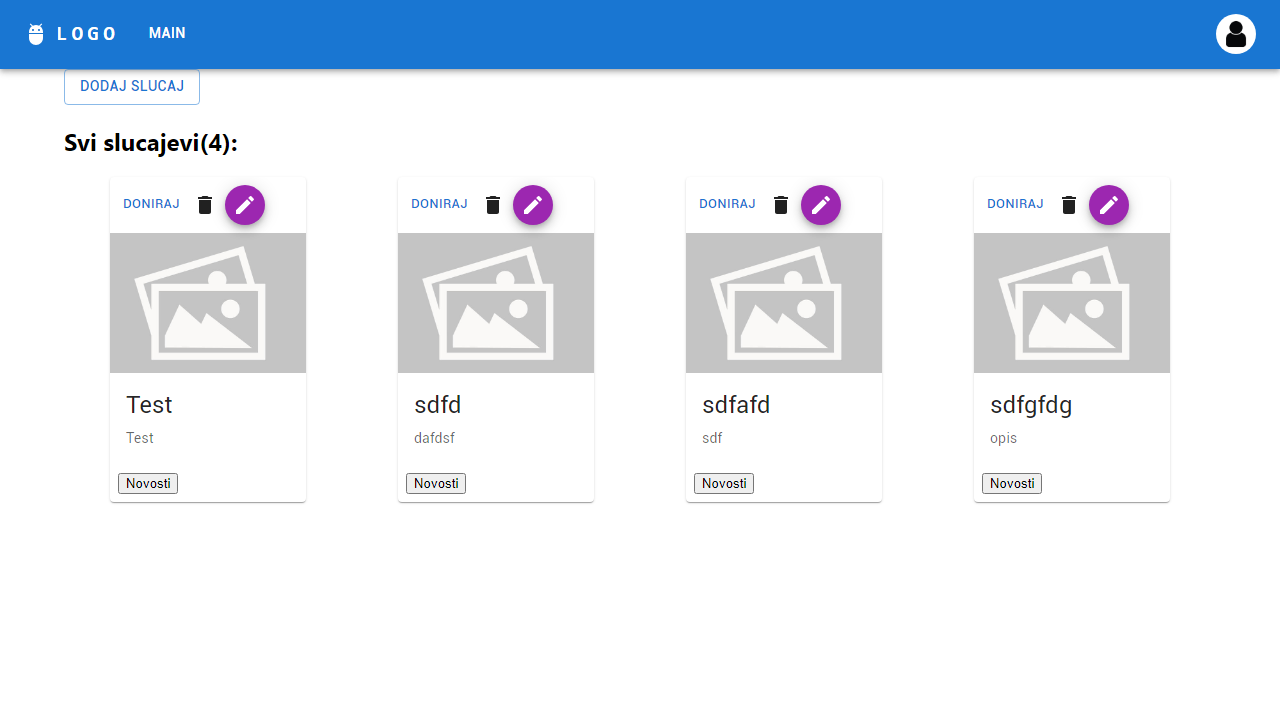 LOGO MAIN
DODAJ SLUCAJ
Svi slucajevi(4):
DONIRAJ
Test
Test
Novosti
DONIRAJ
sdfd
dafdsf
Novosti
DONIRAJ
sdfafd
sdf
Novosti
DONIRAJ
sdfgfdg
opis
Novosti